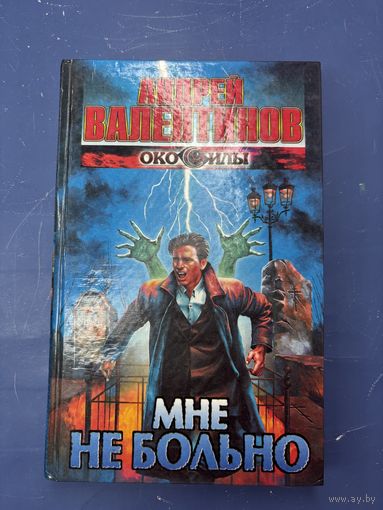 АНДРЕЙ
ВАЛЕНТИНОВ
ОКО СИЛЫ
МНЕ
НЕ БОЛЬНО
www.ay.by